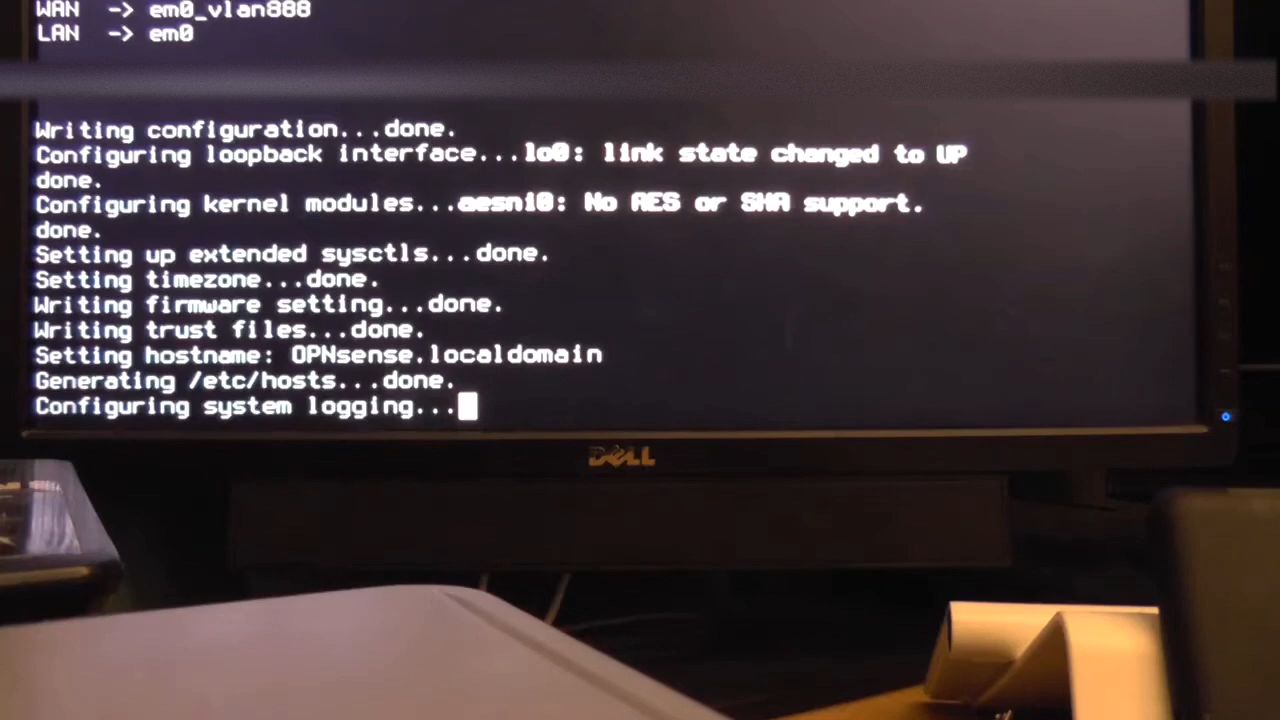 WAN -> em0_vlan888
LAN -> em0
Writing configuration...done.
Configuring loopback interface...lo0: link state changed to UP
done.
Configuring kernel modules...aesni0: No AES or SHA support.
done.
Setting up extended sysctls...done.
Setting timezone...done.
Writing firmware setting...done.
Writing trust files...done.
Setting hostname: OPNsense.localdomain
Generating /etc/hosts...done.
Configuring system logging...
DELL